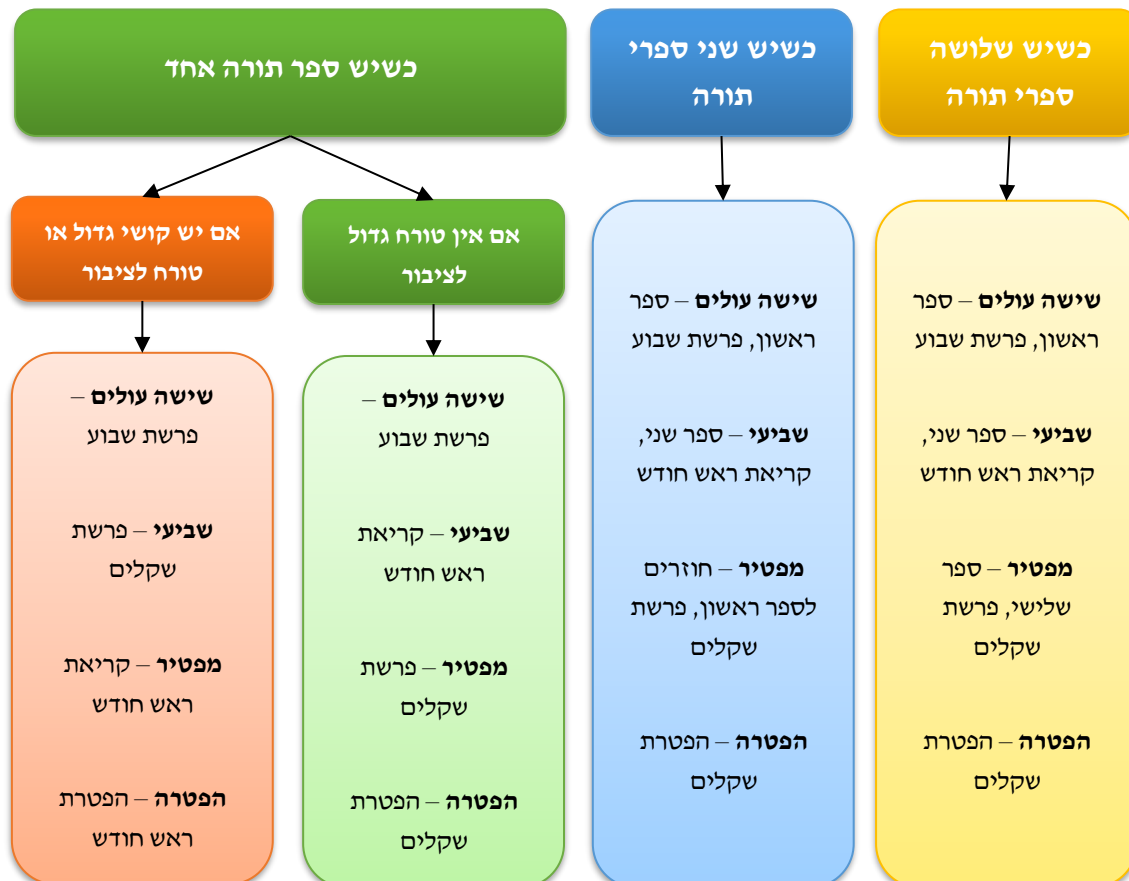 כשיש שלושה
ספרי תורה
שישה עולים – ספר
ראשון, פרשת שבוע
שביעי – ספר שני,
קריאת ראש חודש
מפטיר – ספר
שלישי, פרשת
שקלים
הפטרה – הפטרת
שקלים
כשיש שני ספרי
תורה
שישה עולים – ספר
ראשון, פרשת שבוע
שביעי – ספר שני,
קריאת ראש חודש
מפטיר – חוזרים
לספר ראשון, פרשת
שקלים
הפטרה – הפטרת
שקלים
כשיש ספר תורה אחד
אם אין טורח גדול
לציבור
שישה עולים –
פרשת שבוע
שביעי – קריאת
ראש חודש
מפטיר – פרשת
שקלים
הפטרה – הפטרת
שקלים
אם יש קושי גדול או
טורח לציבור
שישה עולים –
פרשת שבוע
שביעי – פרשת
שקלים
מפטיר – קריאת
ראש חודש
הפטרה – הפטרת
ראש חודש